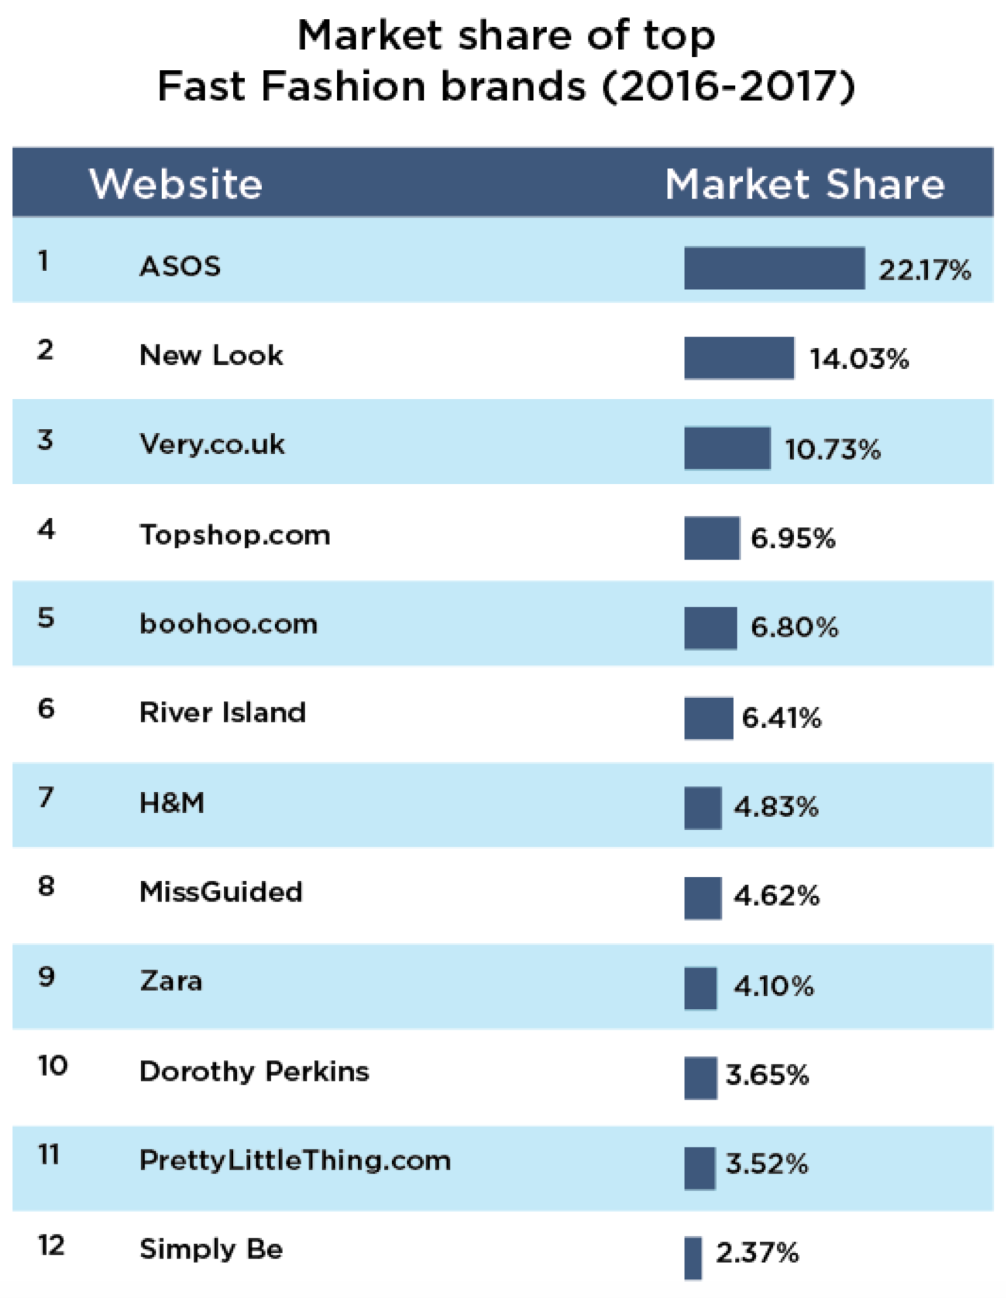 Market share of top
Fast Fashion brands (2016-2017)
Website Market Share
1 ASOS 22.17%
2 New Look 14.03%
3 Very.co.uk 10.73%
4 Topshop.com 6.95%
5 boohoo.com 6.80%
6 River Island 6.41%
7 H&M 4.83%
8 MissGuided 4.62%
9 Zara 4.10%
10 Dorothy Perkins 3.65%
11 PrettyLittleThing.com 3.52%
12 Simply Be 2.37%